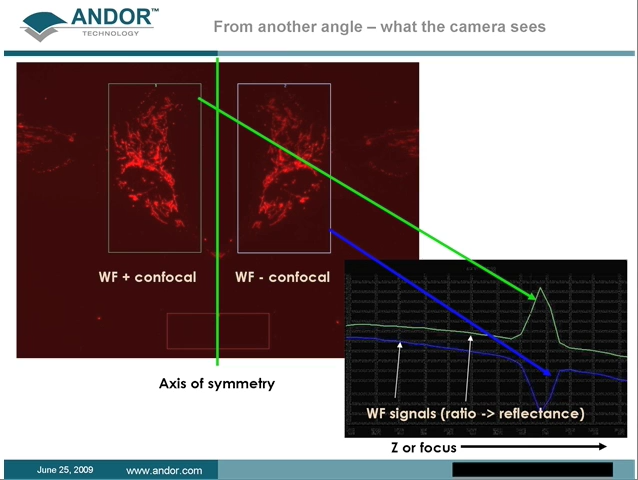 ANDOR™
TECHNOLOGY
From another angle – what the camera sees
WF + confocal
WF - confocal
Axis of symmetry
WF signals (ratio -> reflectance)
Z or focus
June 25, 2009
www.andor.com